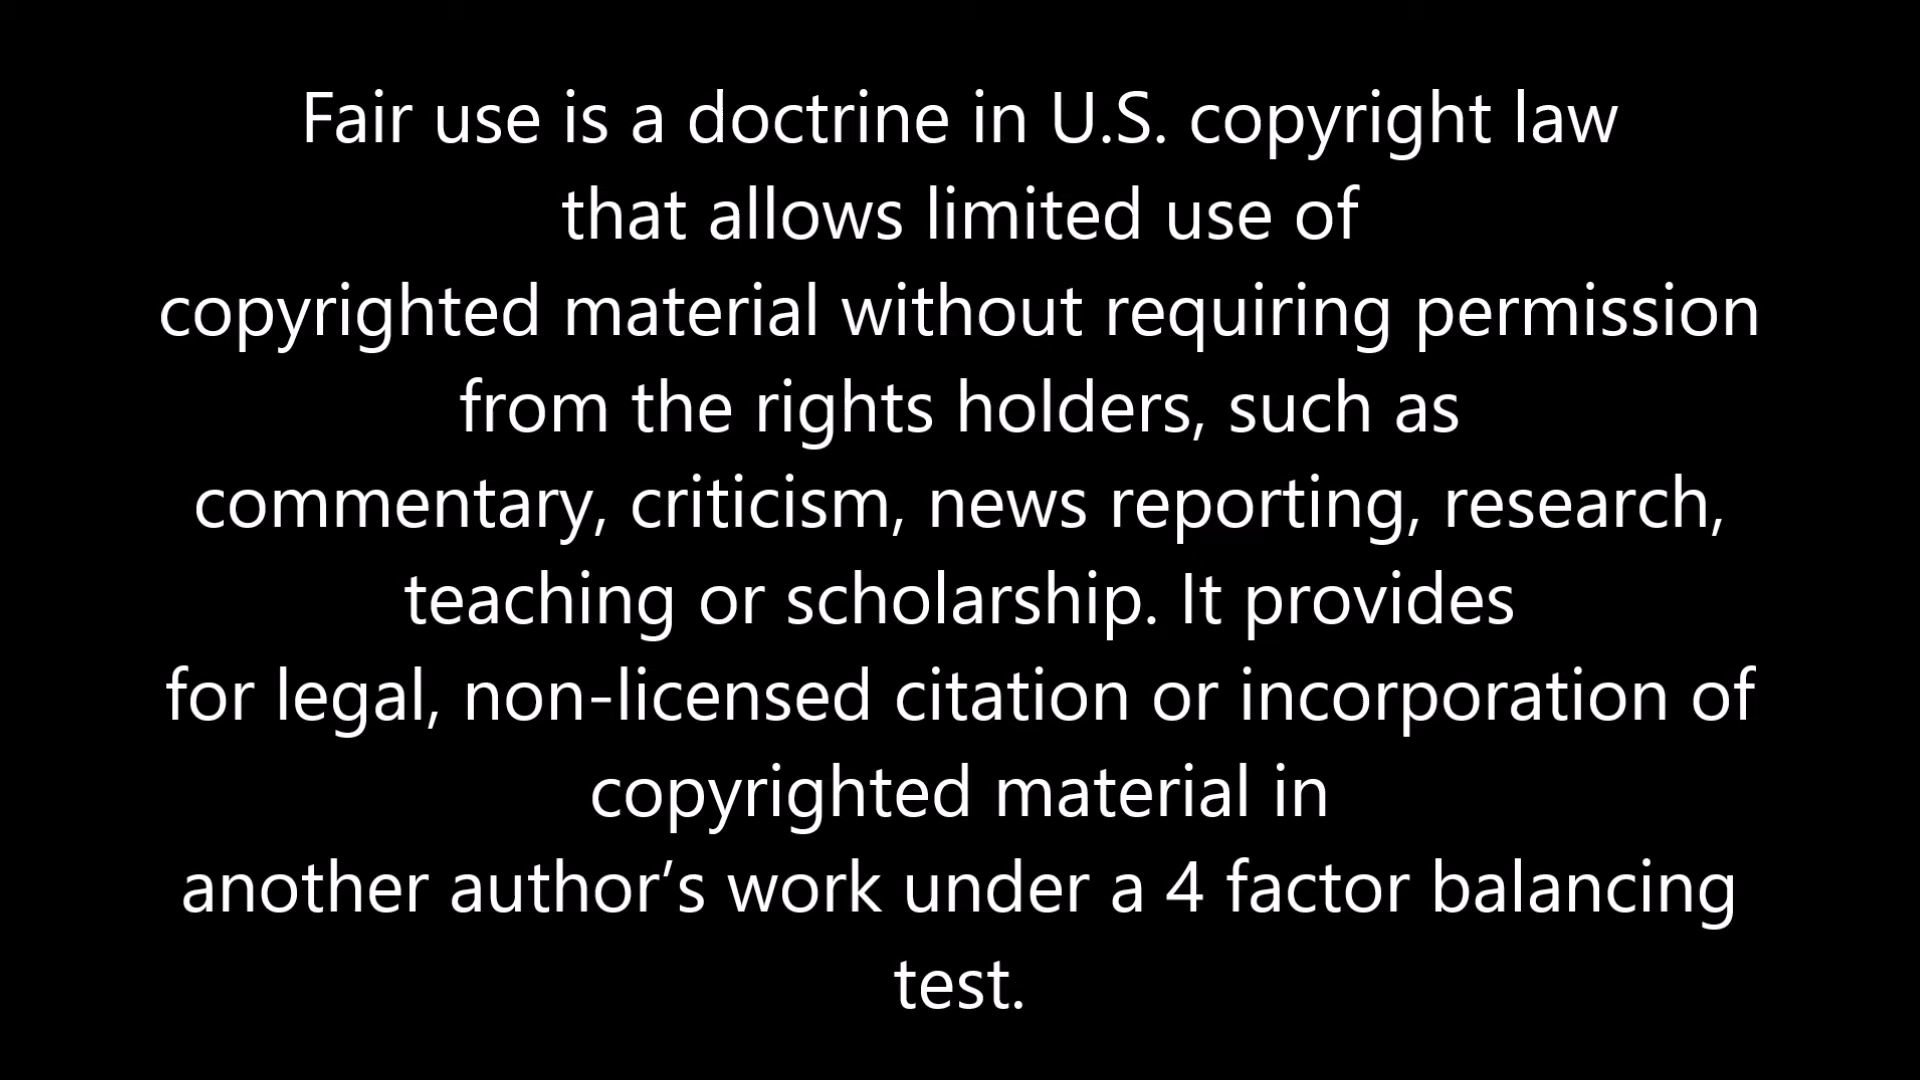 Fair use is a doctrine in U.S. copyright law
that allows limited use of
copyrighted material without requiring permission
from the rights holders, such as
commentary, criticism, news reporting, research,
teaching or scholarship. It provides
for legal, non-licensed citation or incorporation of
copyrighted material in
another author’s work under a 4 factor balancing
test.